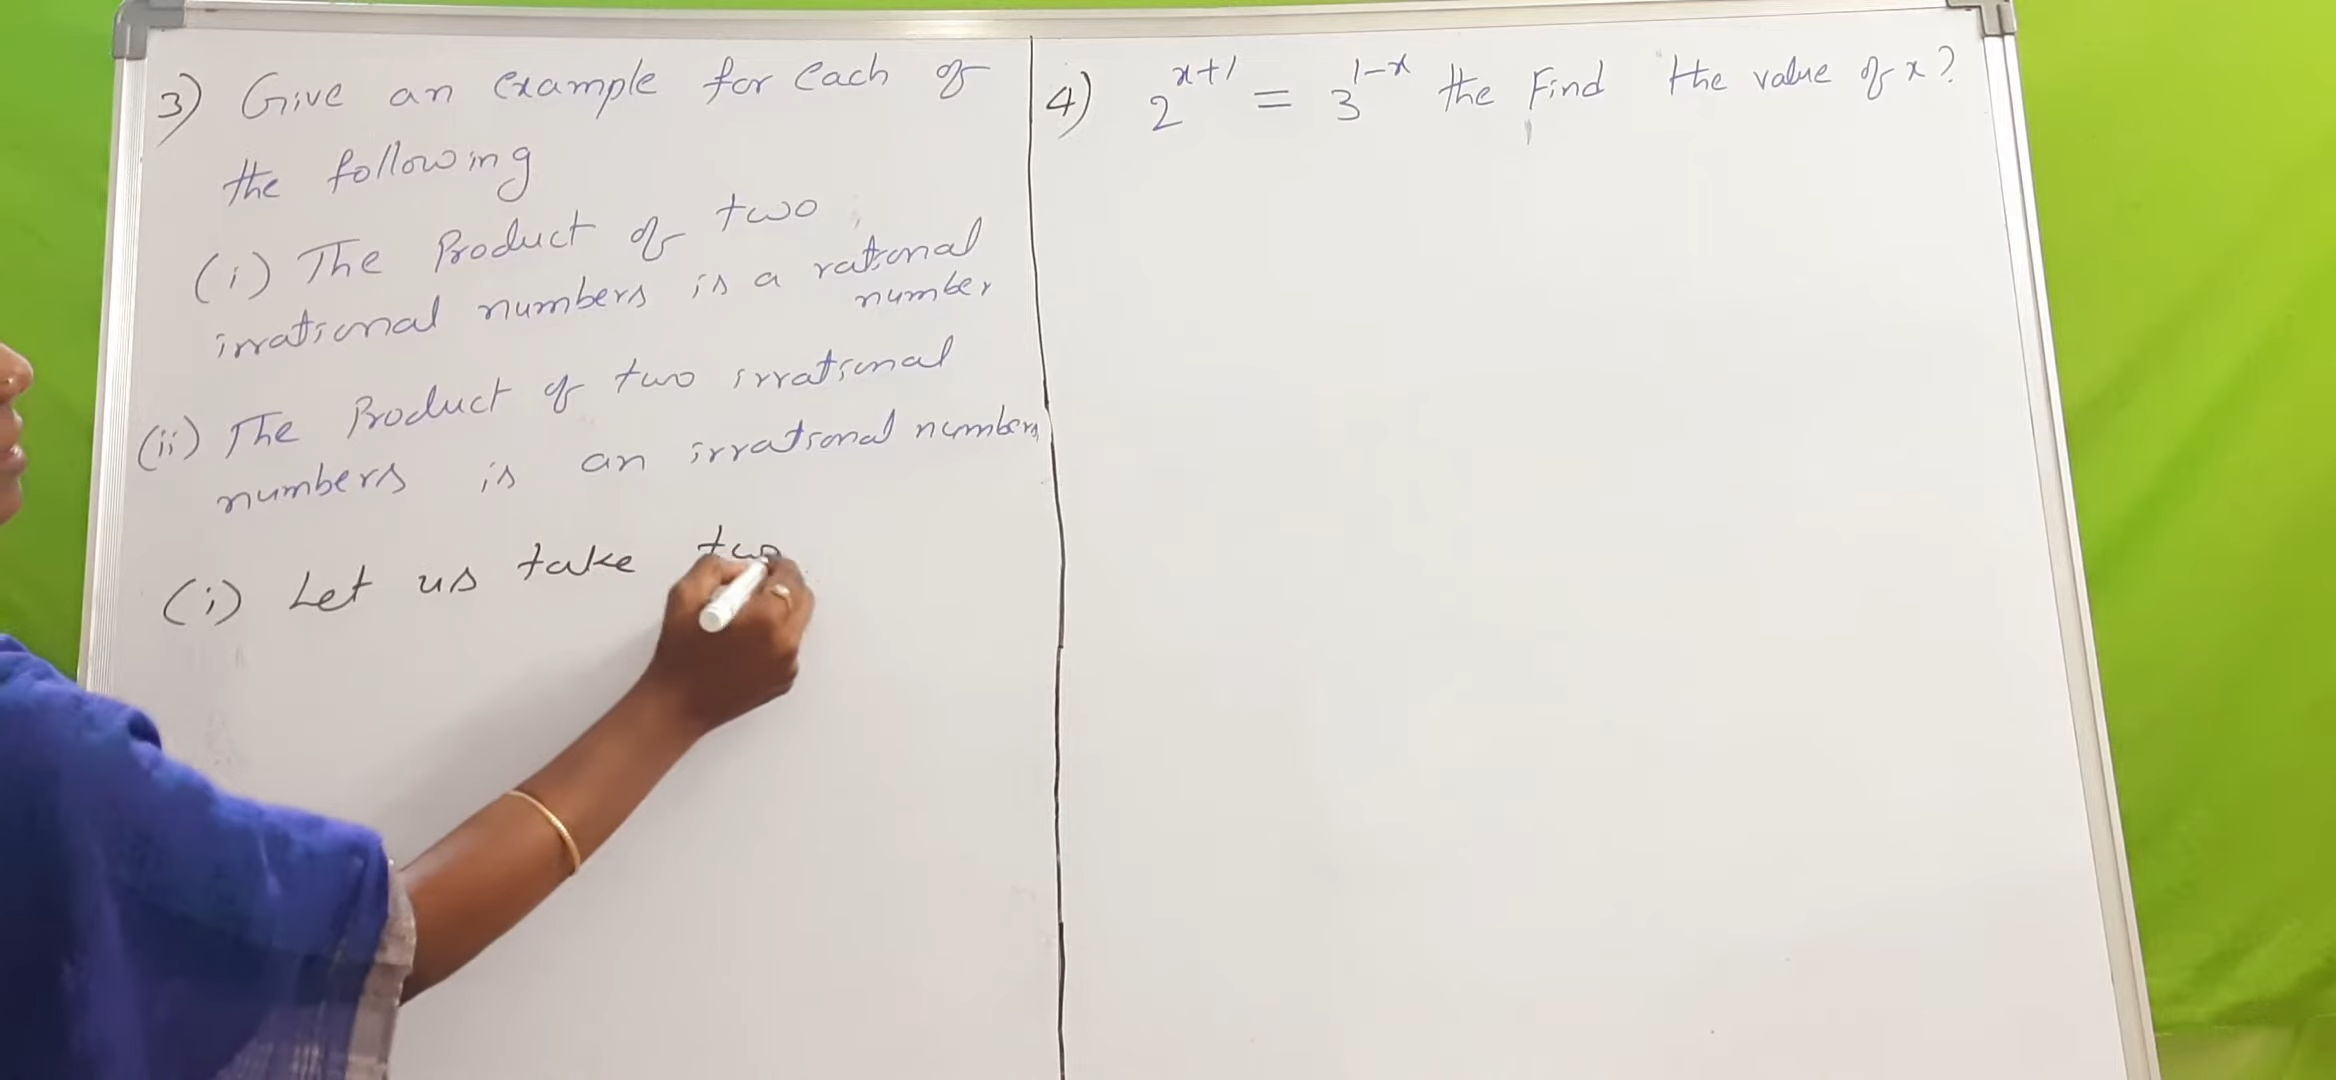 3) Give an example for each of
the following
(i) The Product of two
irrational numbers is a rational
number
(ii) The Product of two irrational
numbers is an irrational numbers
(i) Let us take two
4) 2^{x+1} = 3^{1-x} the Find the value of x?